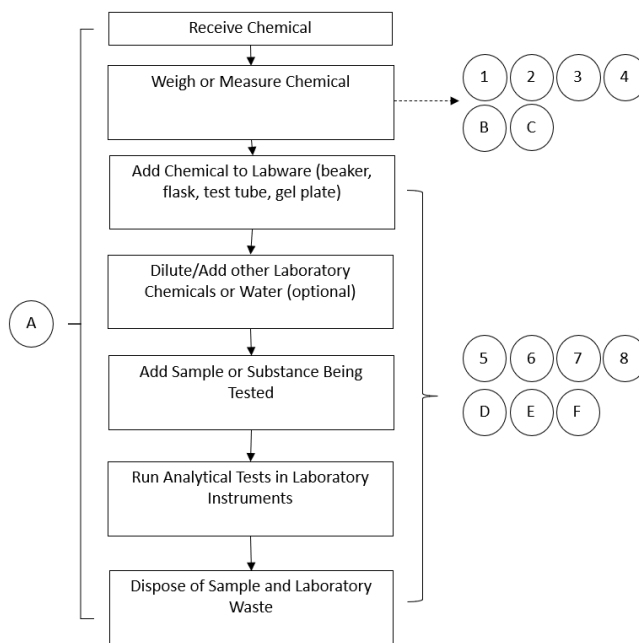 Receive Chemical
Weigh or Measure Chemical
1 2 3 4
B C
Add Chemical to Labware (beaker,
flask, test tube, gel plate)
Dilute/Add other Laboratory
Chemicals or Water (optional)
A
Add Sample or Substance Being
Tested
5 6 7 8
D E F
Run Analytical Tests in Laboratory
Instruments
Dispose of Sample and Laboratory
Waste